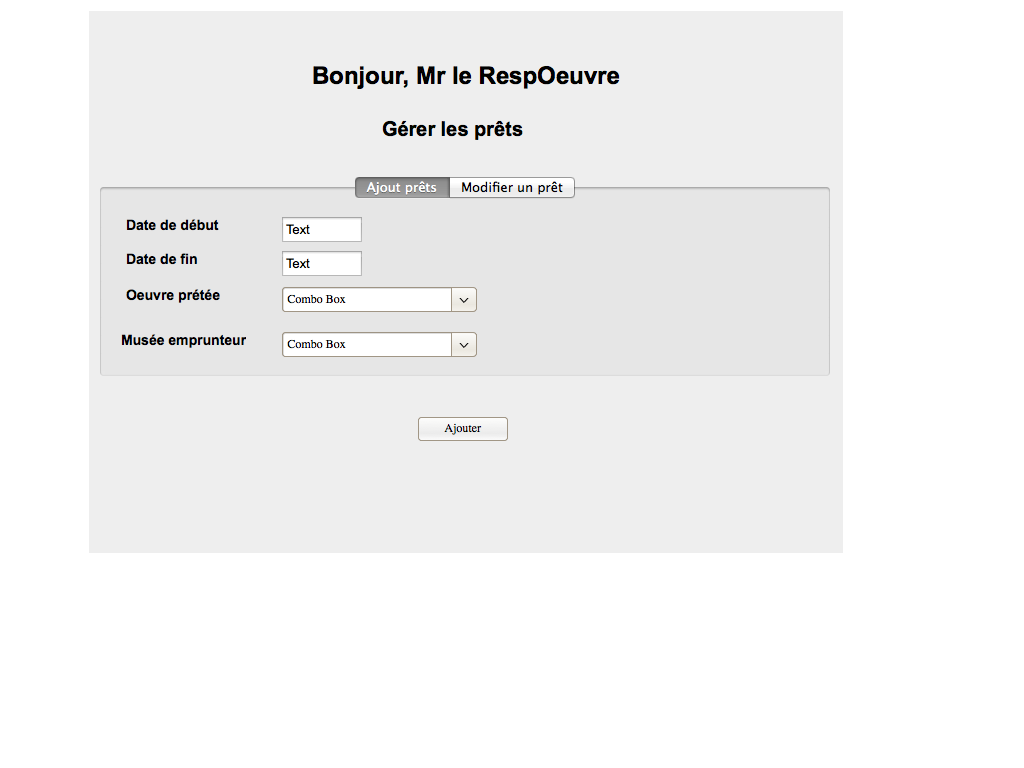 Bonjour, Mr le RespOeuvre
Gérer les prêts
Ajout prêts Modifier un prêt
Date de début Text
Date de fin Text
Oeuvre prétée Combo Box
Musée emprunteur Combo Box
Ajouter